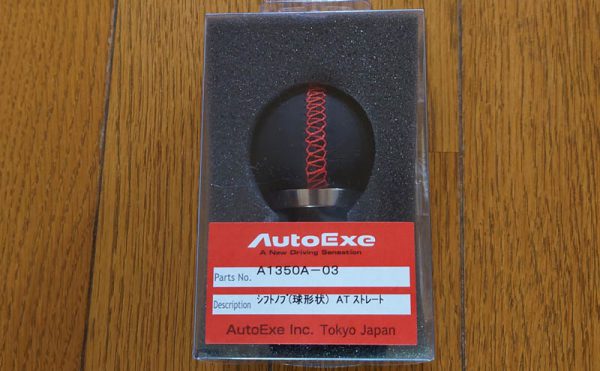 AutoExe
A New Driving Sensation
Parts No. A1350A-03
Description ｼﾌﾄﾉﾌﾞ(球形状) AT ストレート
AutoExe Inc. Tokyo Japan